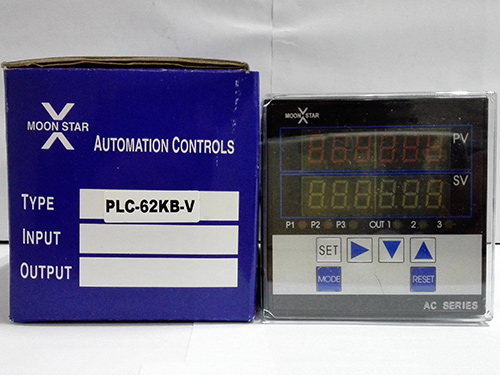 MOON STAR
AUTOMATION CONTROLS
TYPE PLC-62KB-V
INPUT
OUTPUT
MOON STAR
PV
SV
P1 P2 P3 OUT 1 2 3
SET
MODE RESET
AC SERIES